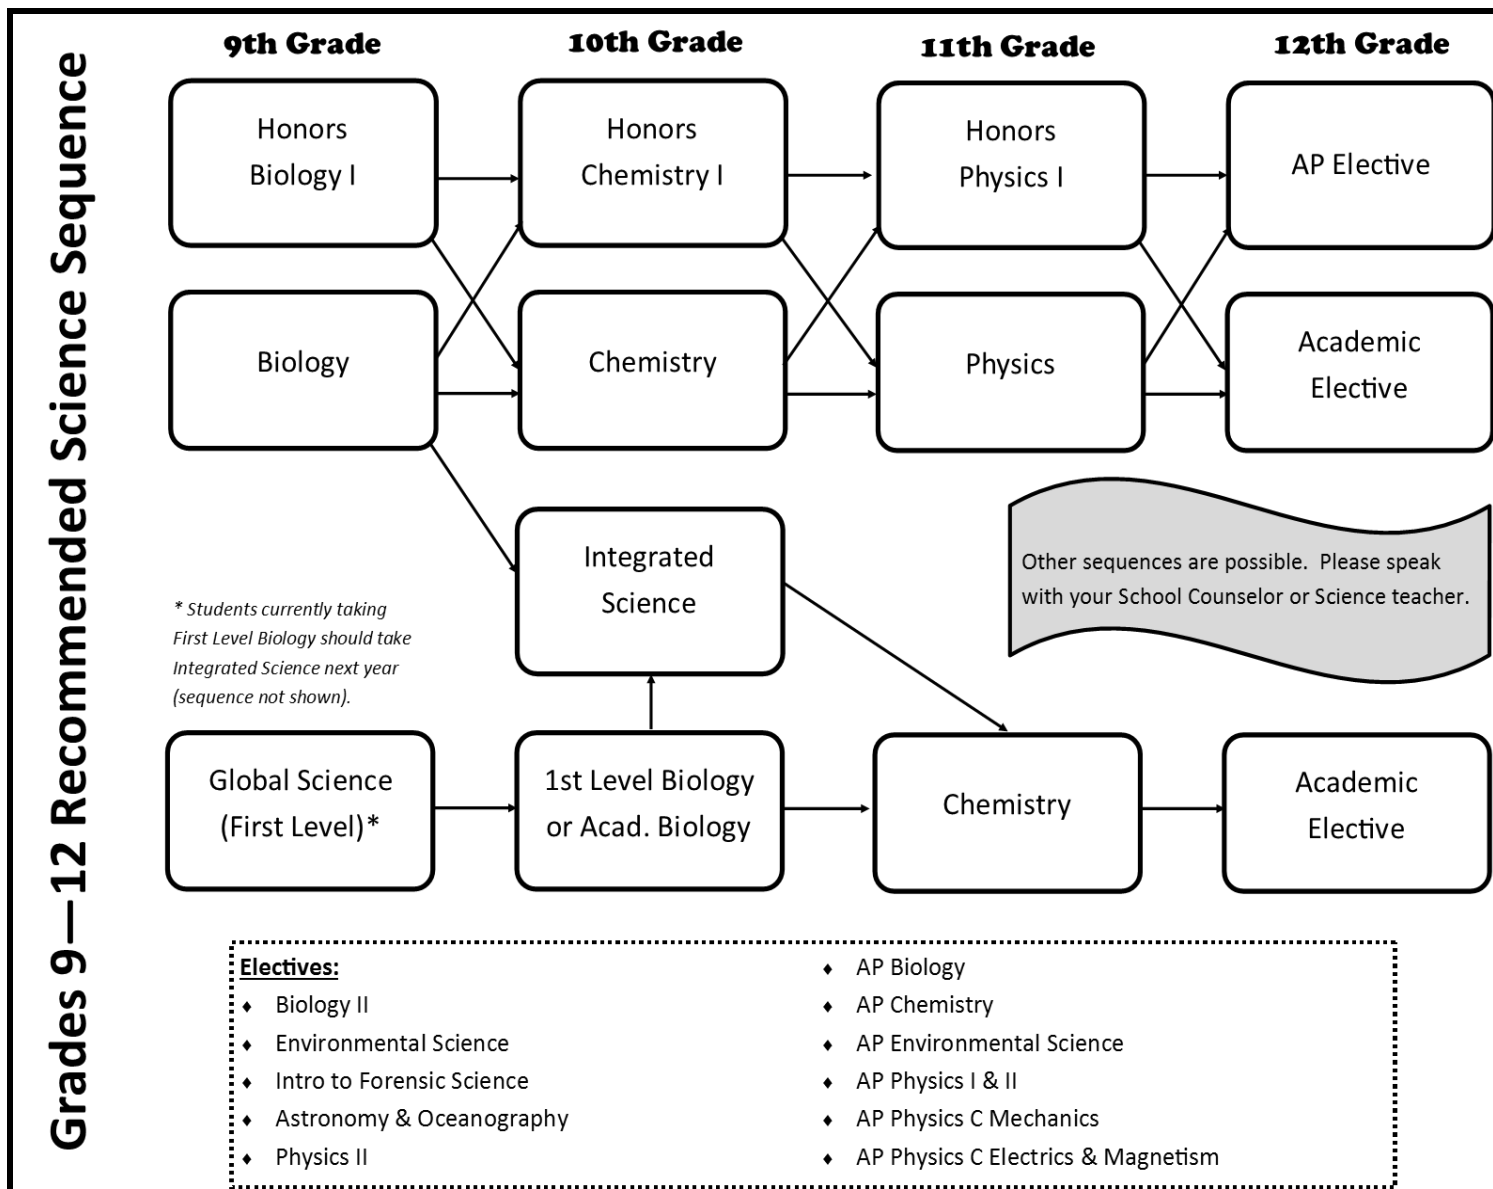 Grades 9—12 Recommended Science Sequence
9th Grade
10th Grade
11th Grade
12th Grade
Honors
Biology I
Honors
Chemistry I
Honors
Physics I
AP Elective
Biology
Chemistry
Physics
Academic
Elective
Integrated
Science
Other sequences are possible.  Please speak
with your School Counselor or Science teacher.
* Students currently taking
First Level Biology should take
Integrated Science next year
(sequence not shown).
Global Science
(First Level)*
1st Level Biology
or Acad. Biology
Chemistry
Academic
Elective
Electives:
♦ Biology II
♦ Environmental Science
♦ Intro to Forensic Science
♦ Astronomy & Oceanography
♦ Physics II
♦ AP Biology
♦ AP Chemistry
♦ AP Environmental Science
♦ AP Physics I & II
♦ AP Physics C Mechanics
♦ AP Physics C Electrics & Magnetism